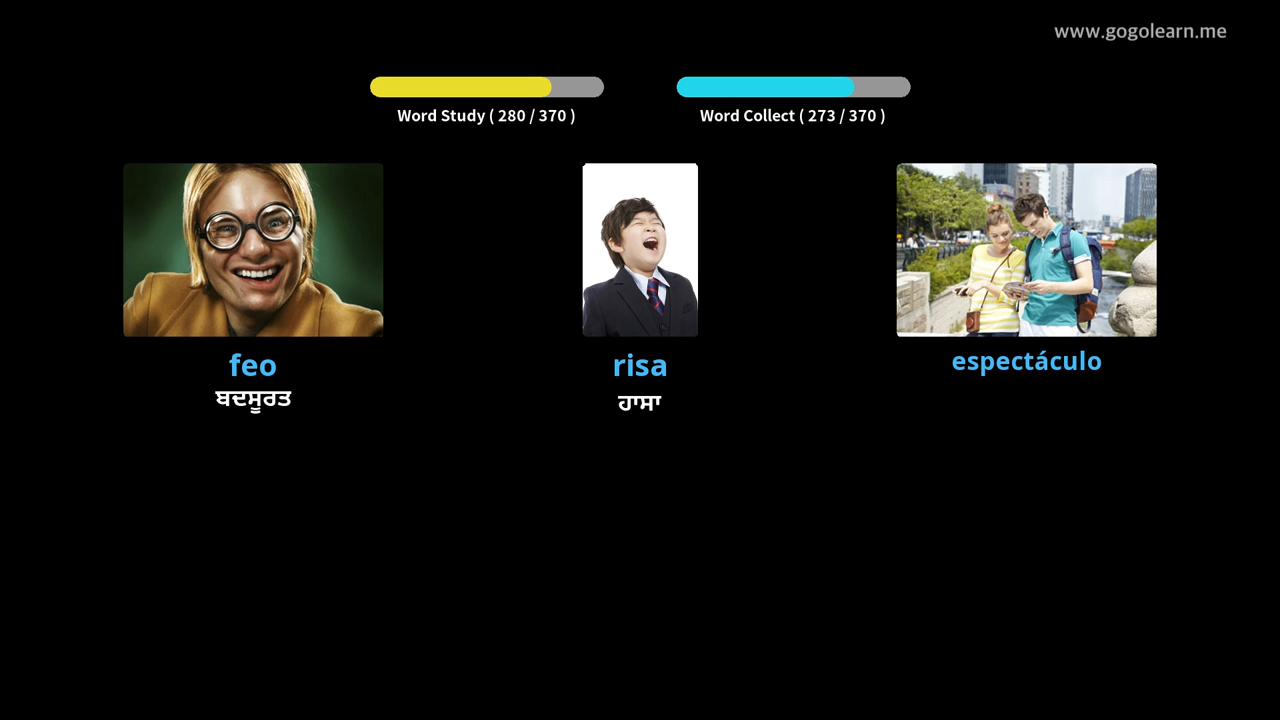 www.gogolearn.me
Word Study ( 280 / 370 )
Word Collect ( 273 / 370 )
feo
risa
espectáculo
ਬਦਸੂਰਤ
ਹਾਸਾ